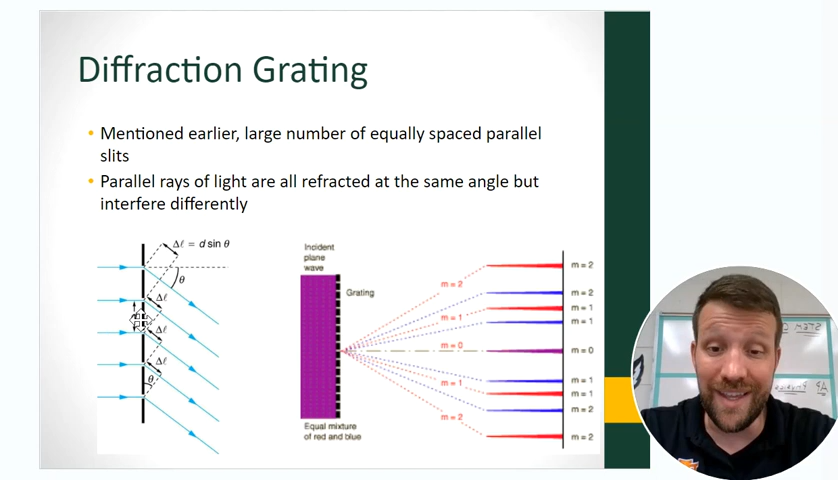 Diffraction Grating
• Mentioned earlier, large number of equally spaced parallel
slits
• Parallel rays of light are all refracted at the same angle but
interfere differently
Δℓ = d sin θ
θ
Δℓ
Δℓ
Δℓ
θ
Incident
plane
wave
Grating
Equal mixture
of red and blue
m = 2
m = 1
m = 0
m = 1
m = 2
m = 2
m = 2
m = 1
m = 1
m = 0
m = 1
m = 1
m = 2
m = 2